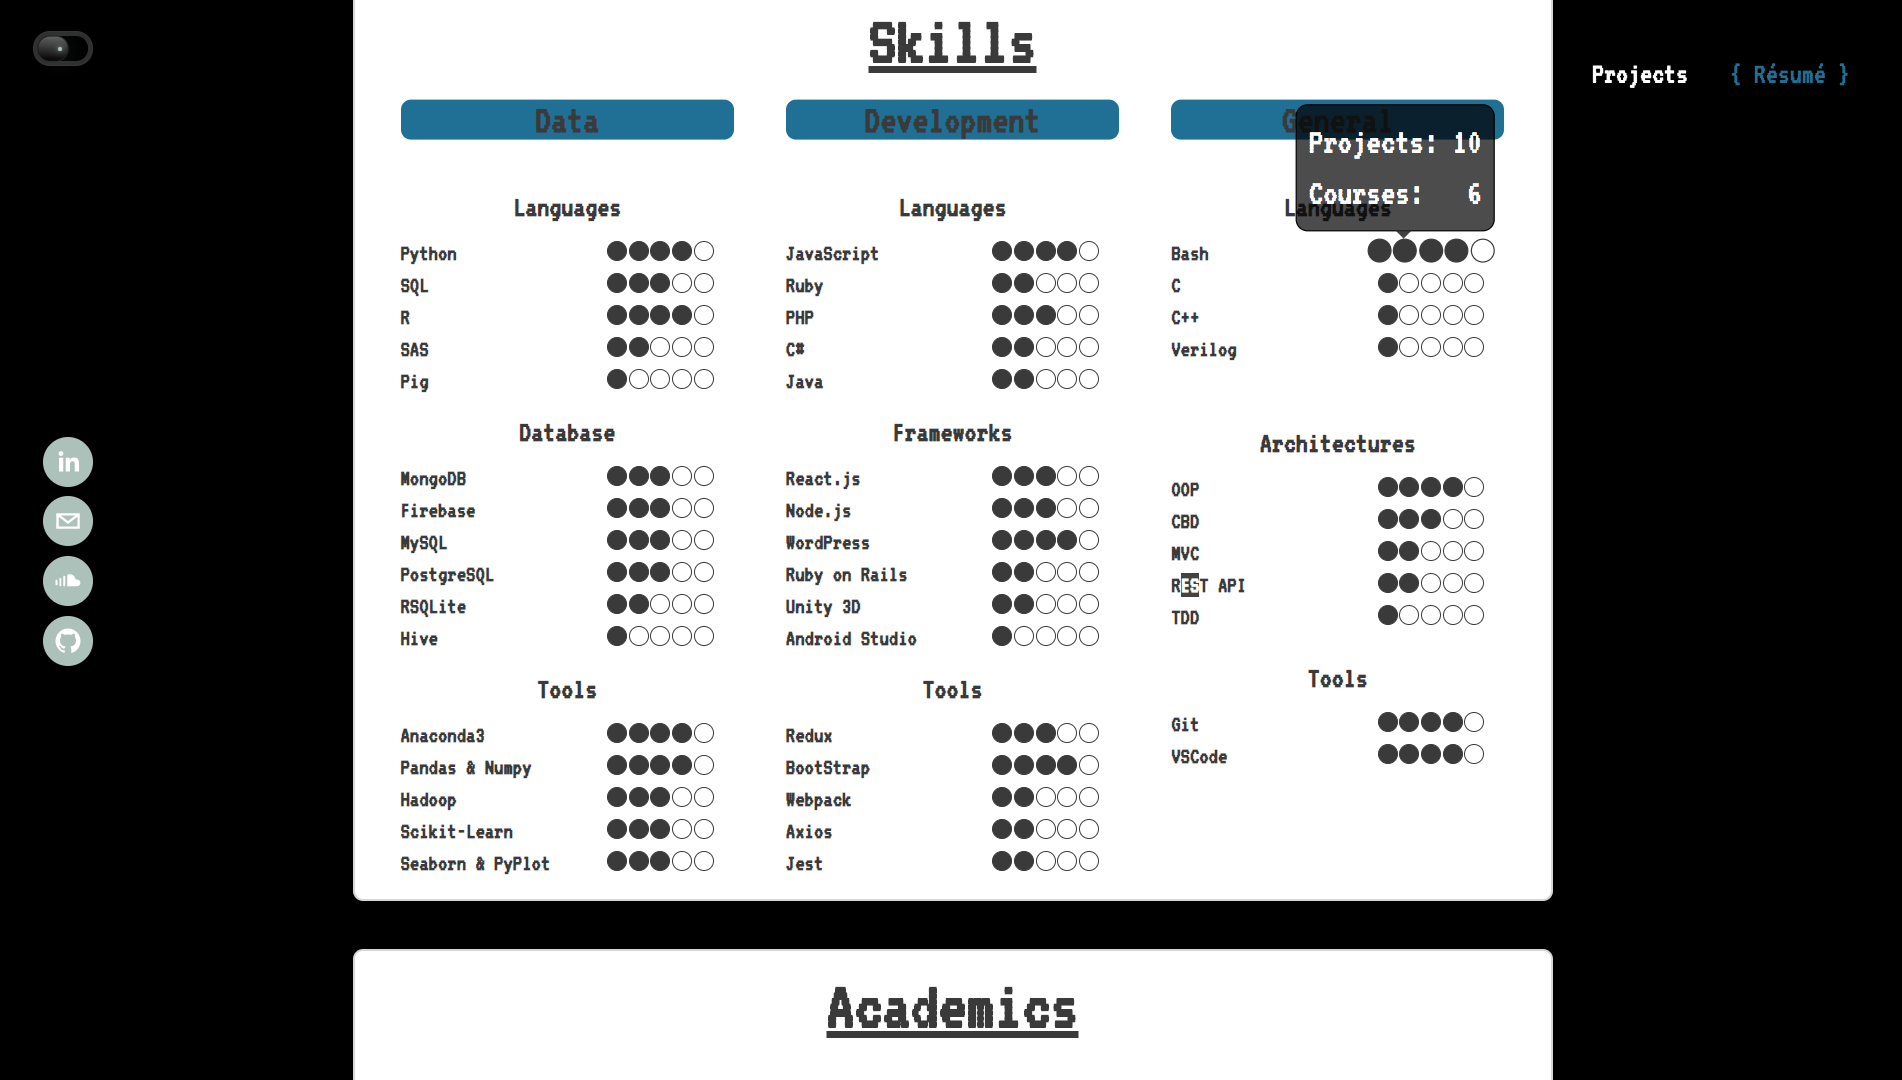 Skills
Projects { Résumé }
Data
Development
General
Projects: 10
Courses: 6
Languages
Python
SQL
R
SAS
Pig
Database
MongoDB
Firebase
MySQL
PostgreSQL
RSQLite
Hive
Tools
Anaconda3
Pandas & Numpy
Hadoop
Scikit-Learn
Seaborn & PyPlot
Languages
JavaScript
Ruby
PHP
C#
Java
Frameworks
React.js
Node.js
WordPress
Ruby on Rails
Unity 3D
Android Studio
Tools
Redux
BootStrap
Webpack
Axios
Jest
Languages
Bash
C
C++
Verilog
Architectures
OOP
CBD
MVC
REST API
TDD
Tools
Git
VSCode
Academics
in